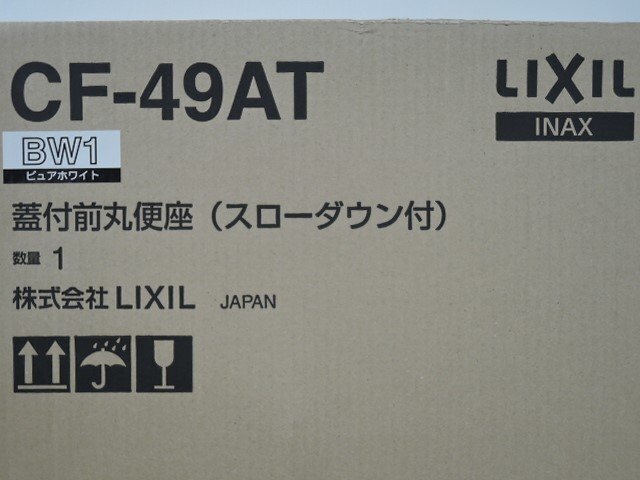 CF-49AT
LIXIL
INAX
BW1
ピュアホワイト
蓋付前丸便座（スローダウン付）
数量 1
株式会社 LIXIL JAPAN